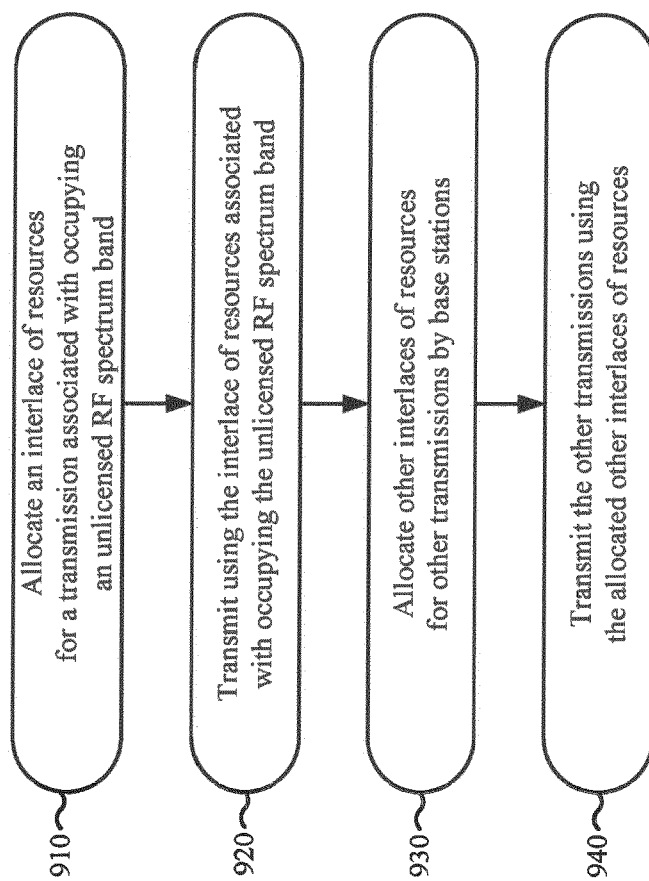 910
Allocate an interlace of resources
for a transmission associated with occupying
an unlicensed RF spectrum band
920
Transmit using the interlace of resources associated
with occupying the unlicensed RF spectrum band
930
Allocate other interlaces of resources
for other transmissions by base stations
940
Transmit the other transmissions using
the allocated other interlaces of resources